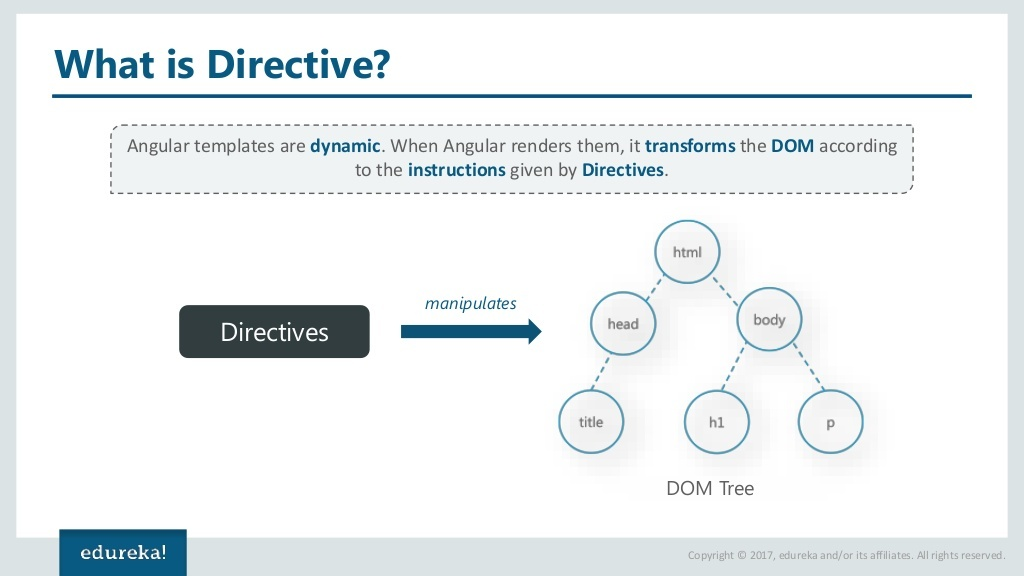 What is Directive?
Angular templates are dynamic. When Angular renders them, it transforms the DOM according
to the instructions given by Directives.
html
manipulates
Directives
head
body
title
h1
p
DOM Tree
edureka!
Copyright © 2017, edureka and/or its affiliates. All rights reserved.